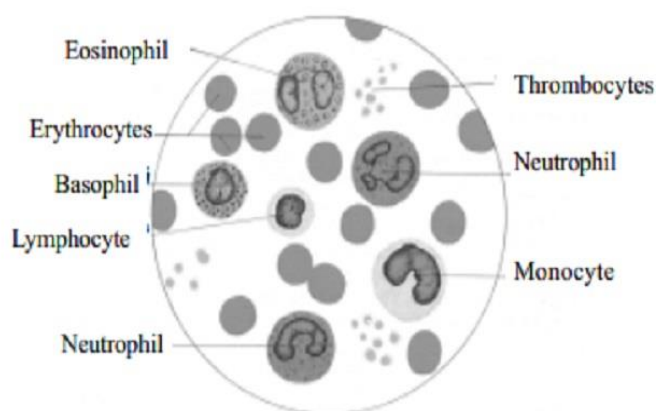 Eosinophil
Thrombocytes
Erythrocytes
Neutrophil
Basophil
Lymphocyte
Monocyte
Neutrophil